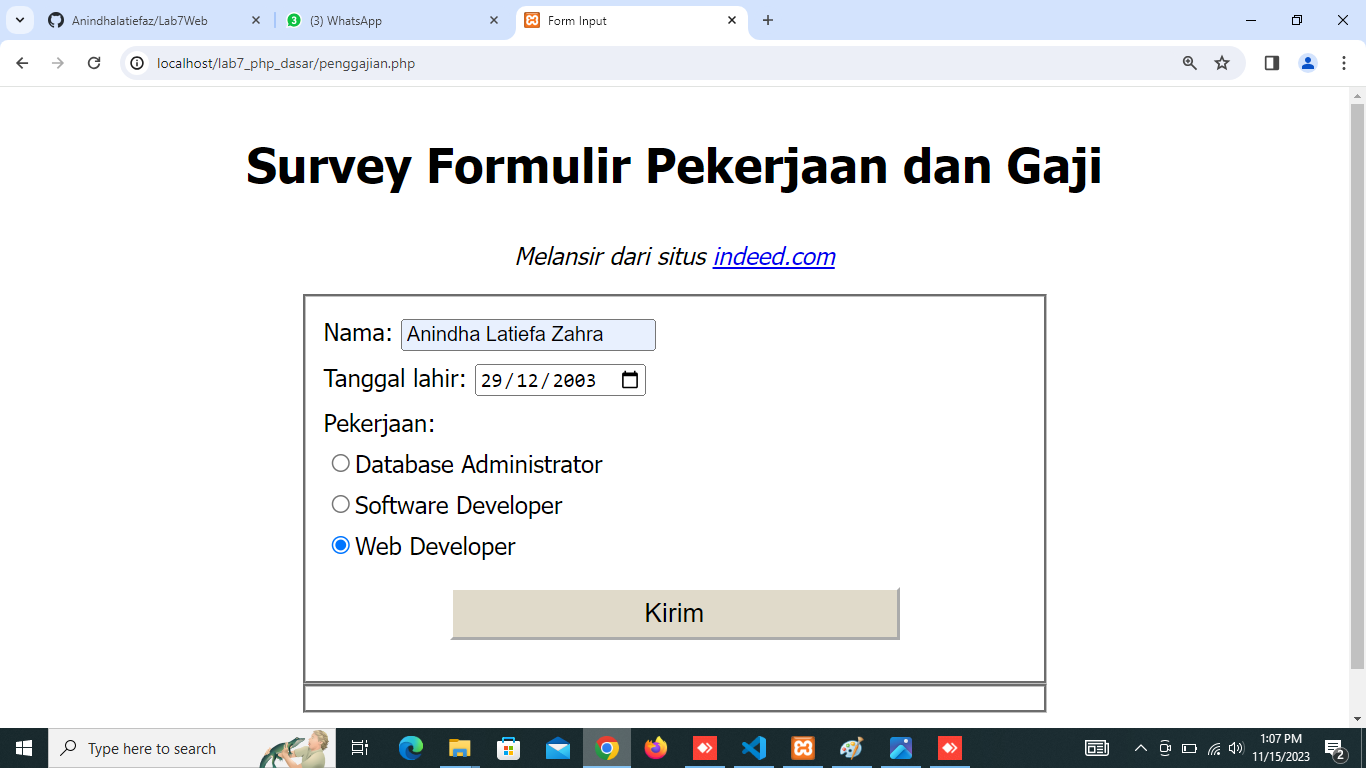 Anindhalatiefaz/Lab7Web
3
(3) WhatsApp
Form Input
localhost/lab7_php_dasar/penggajian.php
Survey Formulir Pekerjaan dan Gaji
Melansir dari situs indeed.com
Nama: Anindha Latiefa Zahra
Tanggal lahir: 29/12/2003
Pekerjaan:
Database Administrator
Software Developer
Web Developer
Kirim
Type here to search
1:07 PM
11/15/2023
2